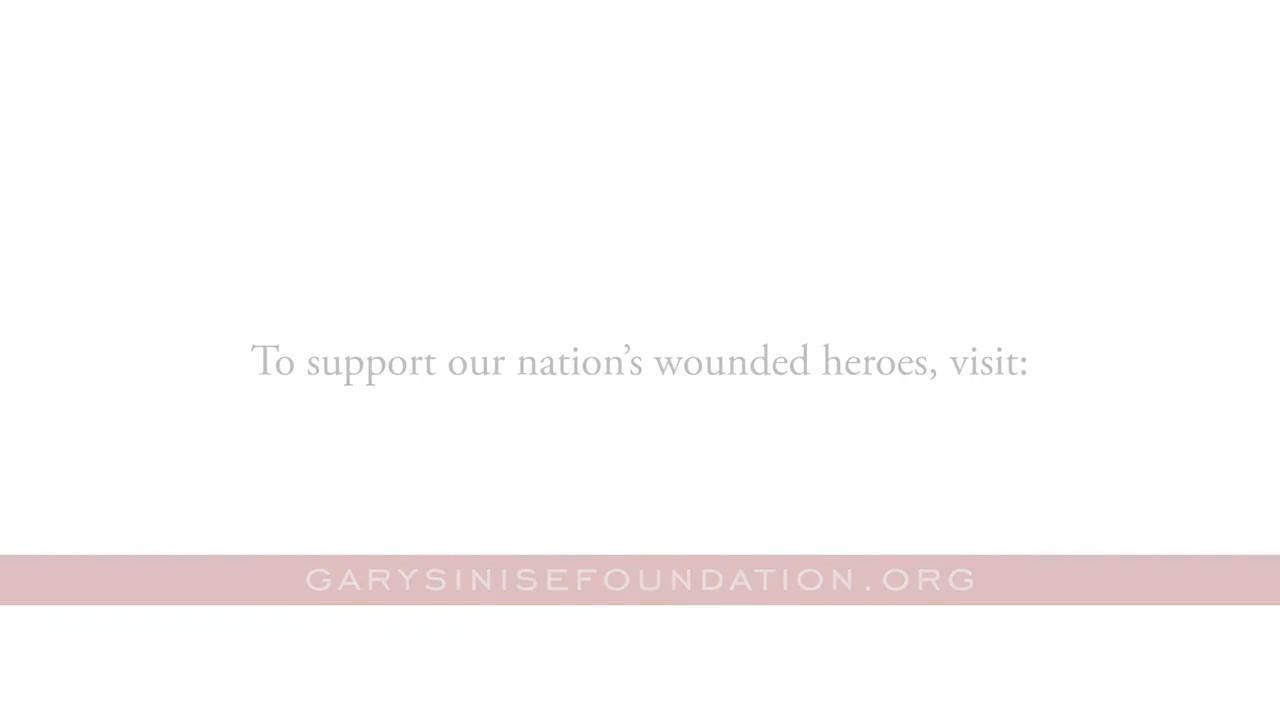 To support our nation’s wounded heroes, visit:
GARYSINISEFOUNDATION.ORG